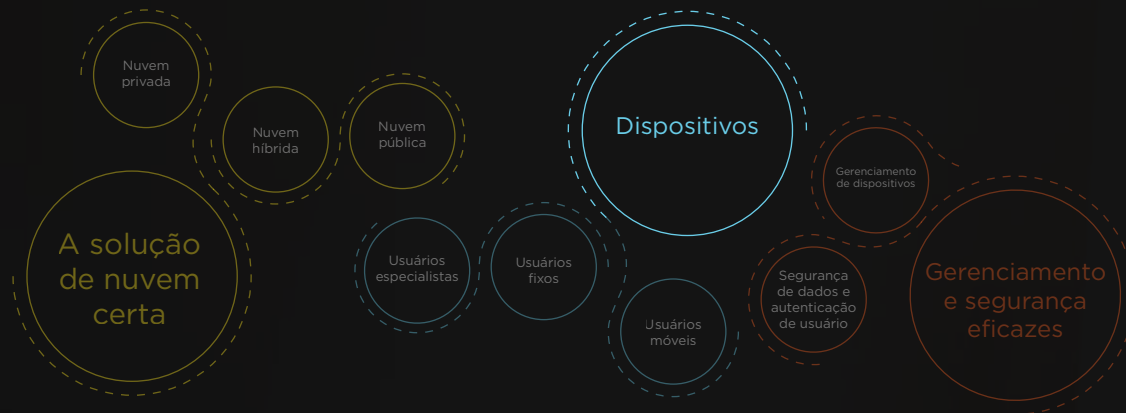 Nuvem
privada
Nuvem
híbrida
Nuvem
pública
A solução
de nuvem
certa
Dispositivos
Usuários
especialistas
Usuários
fixos
Usuários
móveis
Gerenciamento
de dispositivos
Segurança
de dados e
autenticação
de usuário
Gerenciamento
e segurança
eficazes